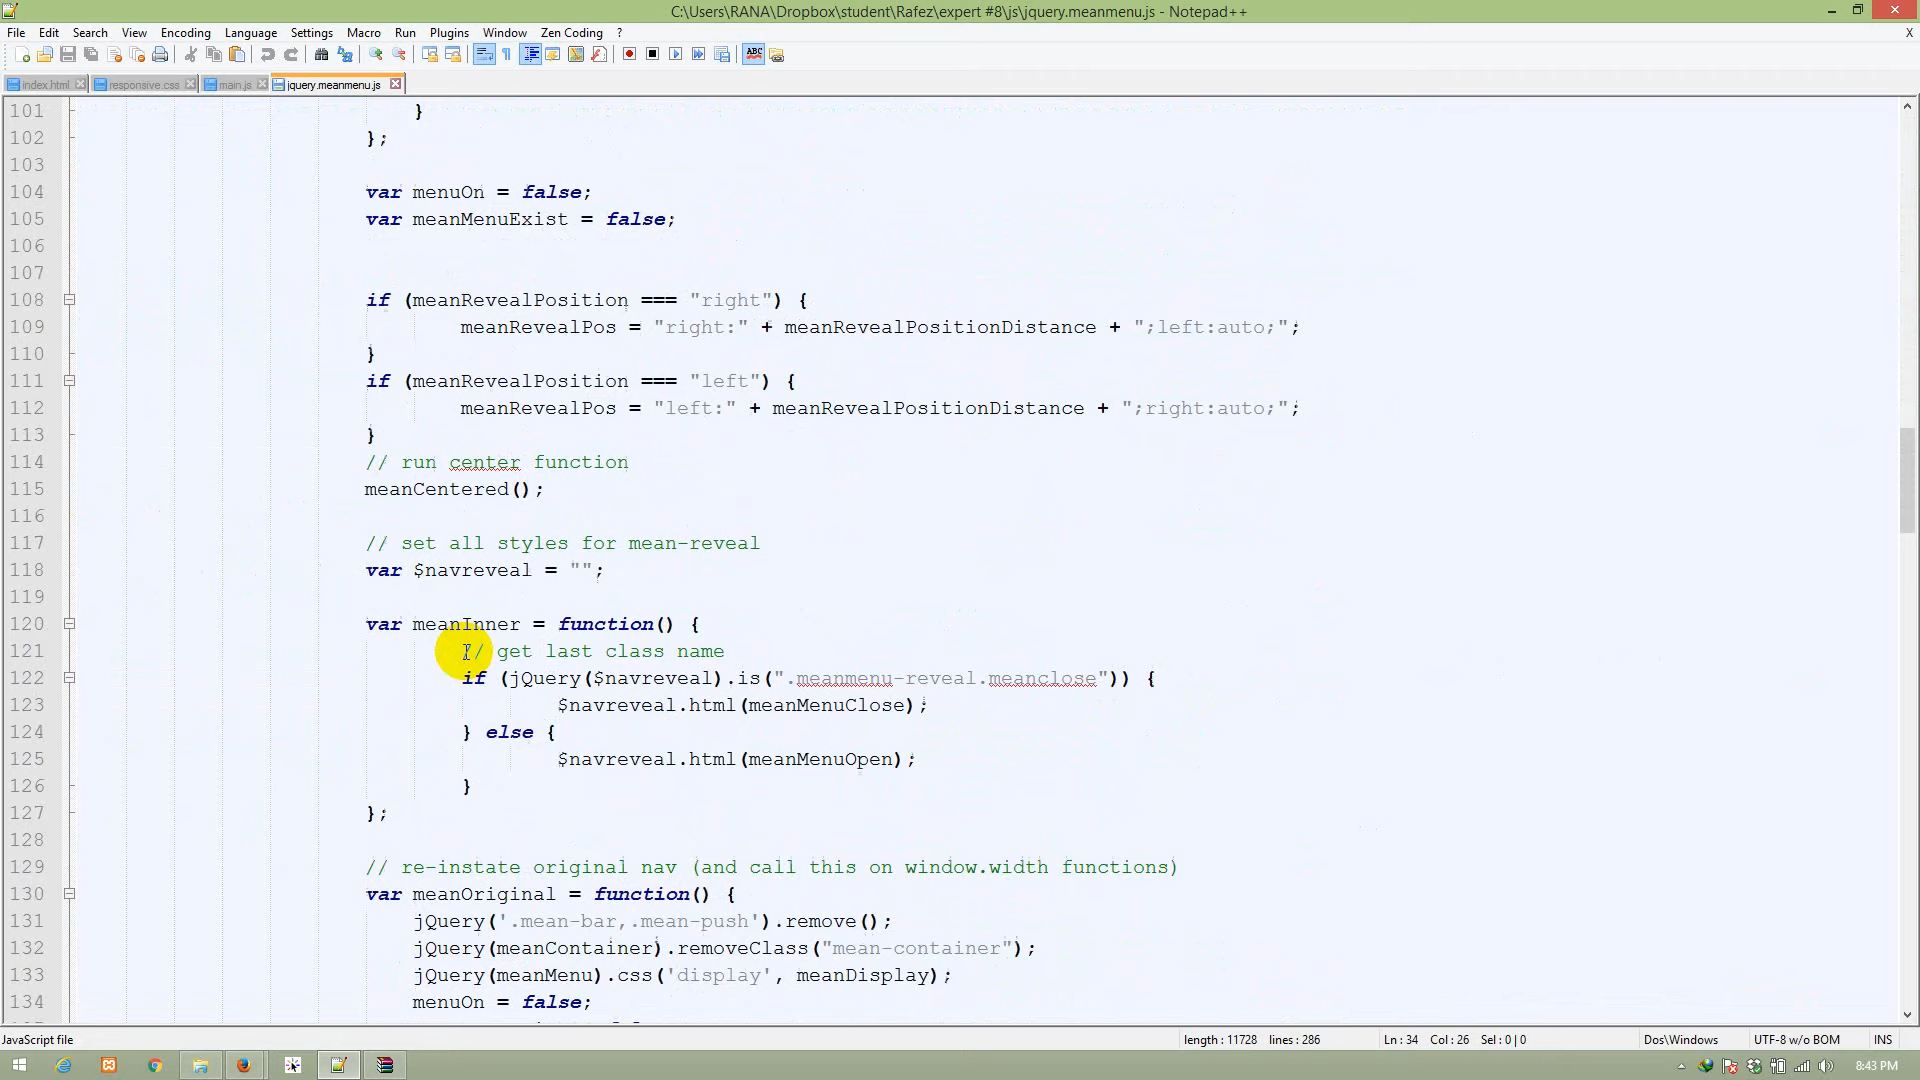 C:\Users\RANA\Dropbox\student\Rafez\expert #8\js\jquery.meanmenu.js - Notepad++
File Edit Search View Encoding Language Settings Macro Run Plugins Window Zen Coding ? X
ABC
index.html responsive.css main.js jquery.meanmenu.js
101 }
102 };
103
104 var menuOn = false;
105 var meanMenuExist = false;
106
107
108 if (meanRevealPosition === "right") {
109 meanRevealPos = "right:" + meanRevealPositionDistance + ";left:auto;";
110 }
111 if (meanRevealPosition === "left") {
112 meanRevealPos = "left:" + meanRevealPositionDistance + ";right:auto;";
113 }
114 // run center function
115 meanCentered();
116
117 // set all styles for mean-reveal
118 var $navreveal = "";
119
120 var meanInner = function() {
121 // get last class name
122 if (jQuery($navreveal).is(".meanmenu-reveal.meanclose")) {
123 $navreveal.html(meanMenuClose);
124 } else {
125 $navreveal.html(meanMenuOpen);
126 }
127 };
128
129 // re-instate original nav (and call this on window.width functions)
130 var meanOriginal = function() {
131 jQuery('.mean-bar,.mean-push').remove();
132 jQuery(meanContainer).removeClass("mean-container");
133 jQuery(meanMenu).css('display', meanDisplay);
134 menuOn = false;
JavaScript file length : 11728 lines : 286 Ln : 34 Col : 26 Sel : 0 | 0 Dos\Windows UTF-8 w/o BOM INS
8:43 PM